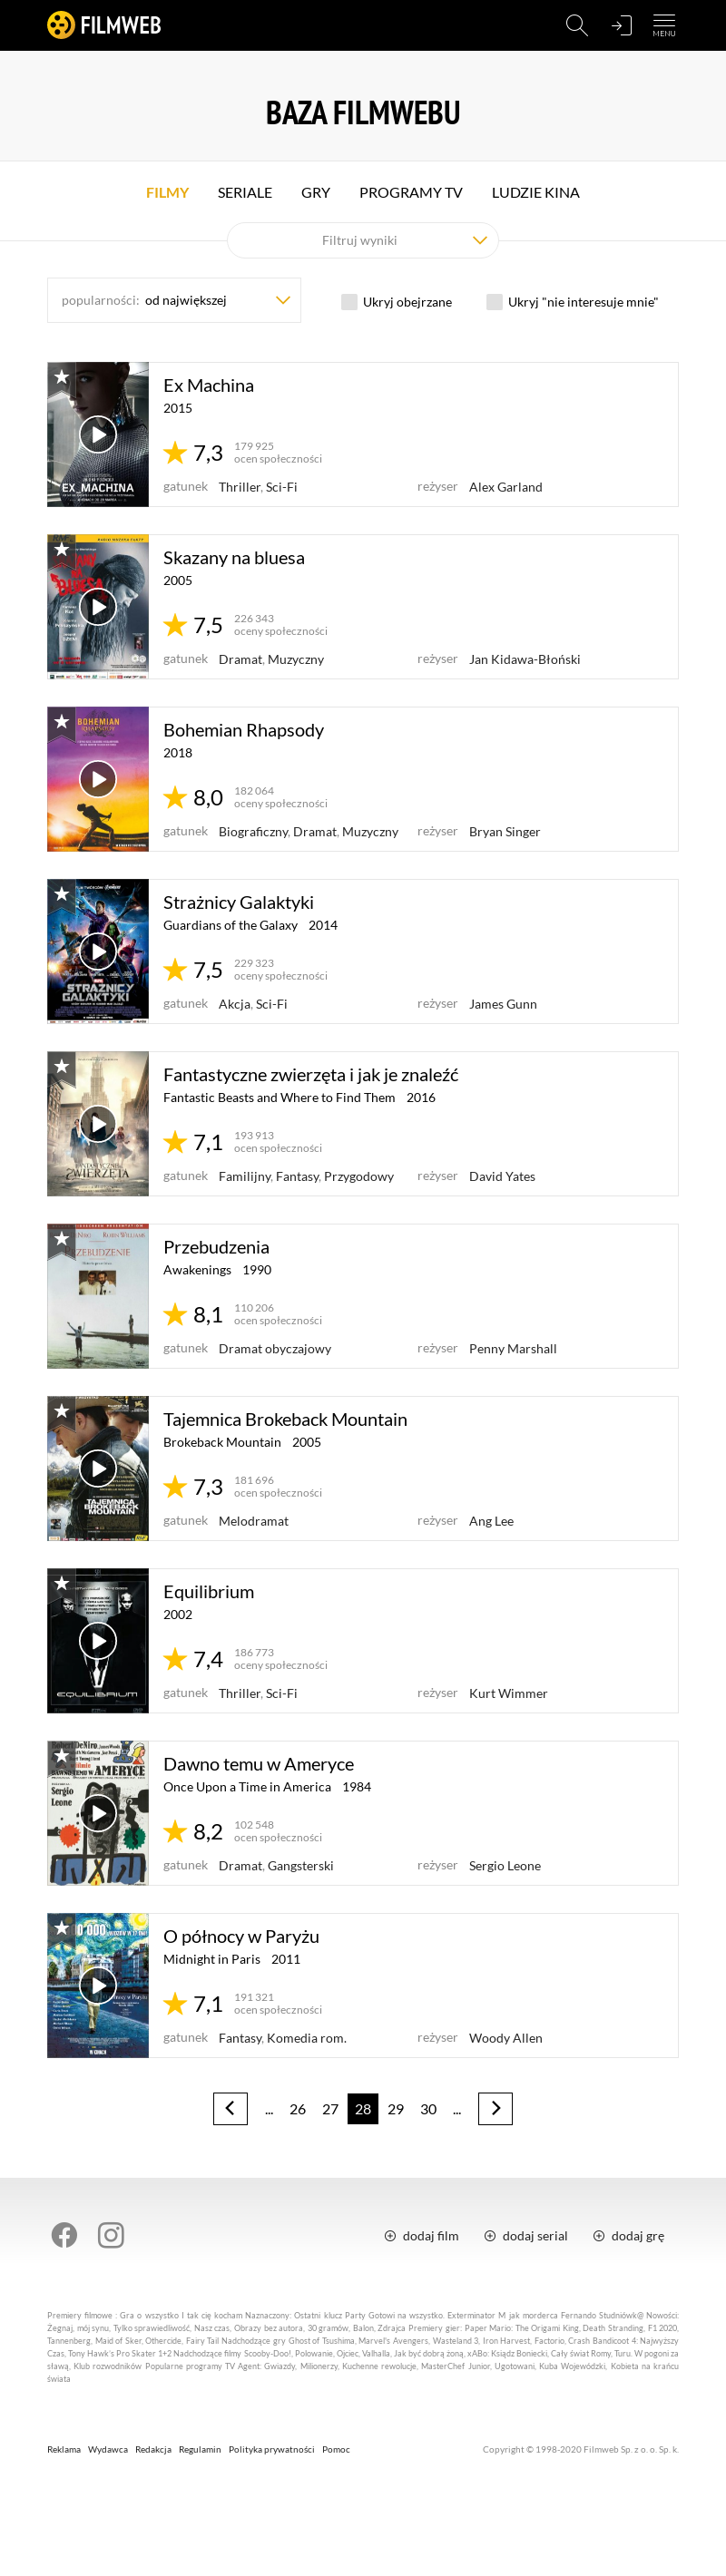 FILMWEB
MENU
BAZA FILMWEBU
FILMY SERIALE GRY PROGRAMY TV LUDZIE KINA
Filtruj wyniki
popularności: od największej
Ukryj obejrzane
Ukryj "nie interesuje mnie"
EX_MACHINA
Ex Machina
2015
7,3
179 925
ocen społeczności
gatunek Thriller, Sci-Fi
reżyser Alex Garland
BLUESA
Skazany na bluesa
2005
7,5
226 343
oceny społeczności
gatunek Dramat, Muzyczny
reżyser Jan Kidawa-Błoński
BOHEMIAN
RHAPSODY
Bohemian Rhapsody
2018
8,0
182 064
oceny społeczności
gatunek Biograficzny, Dramat, Muzyczny
reżyser Bryan Singer
STRAŻNICY
GALAKTYKI
Strażnicy Galaktyki
Guardians of the Galaxy 2014
7,5
229 323
oceny społeczności
gatunek Akcja, Sci-Fi
reżyser James Gunn
ZWIERZĘTA
Fantastyczne zwierzęta i jak je znaleźć
Fantastic Beasts and Where to Find Them 2016
7,1
193 913
ocen społeczności
gatunek Familijny, Fantasy, Przygodowy
reżyser David Yates
ROBIN WILLIAMS
Przebudzenia
Awakenings 1990
8,1
110 206
ocen społeczności
gatunek Dramat obyczajowy
reżyser Penny Marshall
TAJEMNICA
BROKEBACK
MOUNTAIN
Tajemnica Brokeback Mountain
Brokeback Mountain 2005
7,3
181 696
ocen społeczności
gatunek Melodramat
reżyser Ang Lee
EQUILIBRIUM
Equilibrium
2002
7,4
186 773
oceny społeczności
gatunek Thriller, Sci-Fi
reżyser Kurt Wimmer
AMERYCE
Sergio
Leone
Dawno temu w Ameryce
Once Upon a Time in America 1984
8,2
102 548
ocen społeczności
gatunek Dramat, Gangsterski
reżyser Sergio Leone
O północy w Paryżu
Midnight in Paris 2011
7,1
191 321
ocen społeczności
gatunek Fantasy, Komedia rom.
reżyser Woody Allen
... 26 27 28 29 30 ...
dodaj film dodaj serial dodaj grę
Premiery filmowe : Gra o wszystko I tak cię kocham Naznaczony: Ostatni klucz Party Gotowi na wszystko. Exterminator M jak morderca Fernando Studniówk@ Nowości:
Żegnaj, mój synu, Tylko sprawiedliwość, Nasz czas, Obrazy bez autora, 30 gramów, Balon, Zdrajca Premiery gier: Paper Mario: The Origami King, Death Stranding, F1 2020,
Tannenberg, Maid of Sker, Othercide, Fairy Tail Nadchodzące gry Ghost of Tsushima, Marvel's Avengers, Wasteland 3, Iron Harvest, Factorio, Crash Bandicoot 4: Najwyższy
Czas, Tony Hawk's Pro Skater 1+2 Nadchodzące filmy Scooby-Doo!, Polowanie, Ojciec, Valhalla, Jak być dobrą żoną, xABo: Ksiądz Boniecki, Cały świat Romy, Turu. W pogoni za
sławą, Klub rozwodników Popularne programy TV Agent: Gwiazdy, Milionerzy, Kuchenne rewolucje, MasterChef Junior, Ugotowani, Kuba Wojewódzki, Kobieta na krańcu
świata
Reklama Wydawca Redakcja Regulamin Polityka prywatności Pomoc
Copyright © 1998-2020 Filmweb Sp. z o. o. Sp. k.